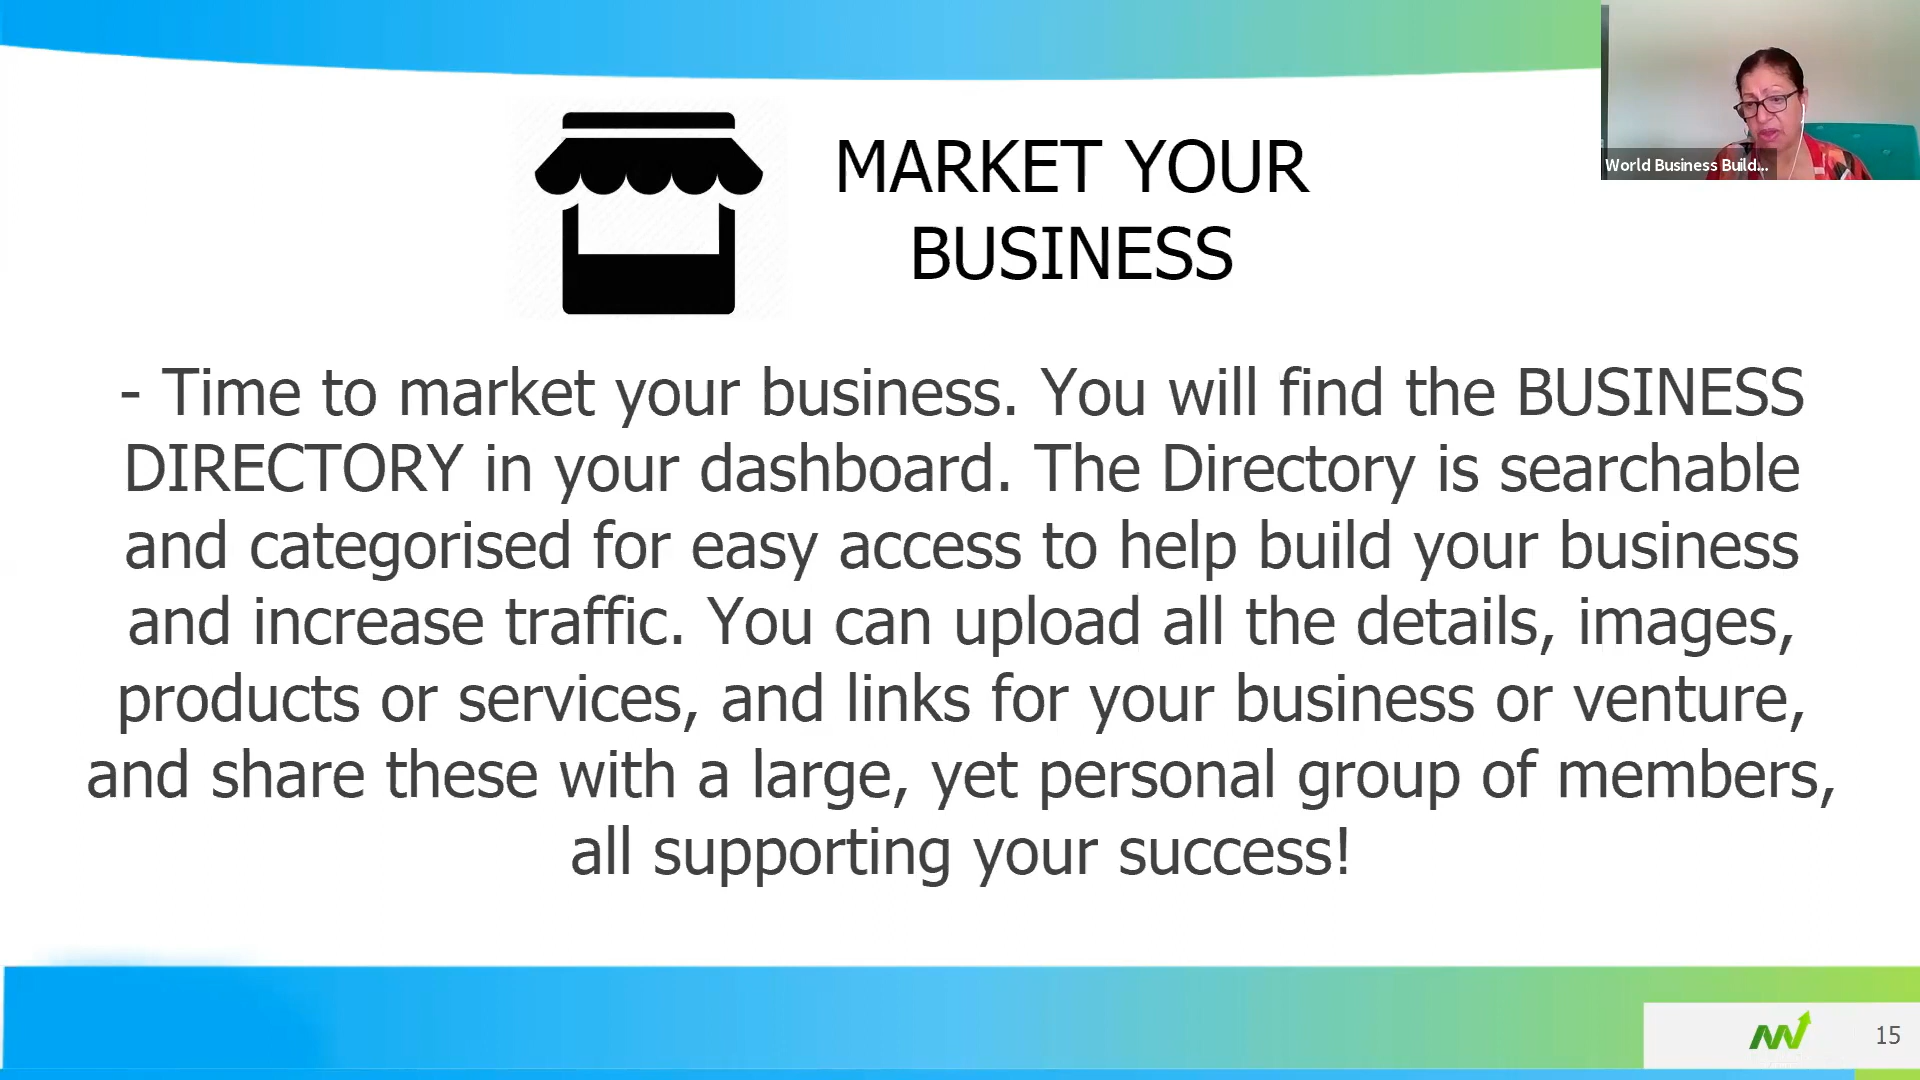 MARKET YOUR
BUSINESS
World Business Build...
- Time to market your business. You will find the BUSINESS
DIRECTORY in your dashboard. The Directory is searchable
and categorised for easy access to help build your business
and increase traffic. You can upload all the details, images,
products or services, and links for your business or venture,
and share these with a large, yet personal group of members,
all supporting your success!
15